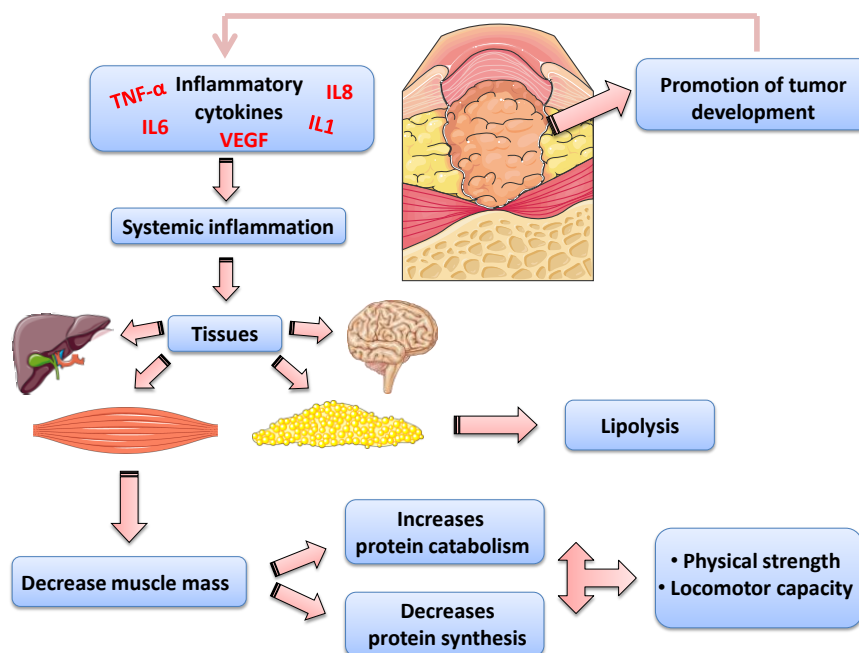 TNF-α
Inflammatory
cytokines
IL8
IL6
VEGF
IL1
Promotion of tumor
development
Systemic inflammation
Tissues
Lipolysis
Increases
protein catabolism
Decrease muscle mass
Decreases
protein synthesis
• Physical strength
• Locomotor capacity